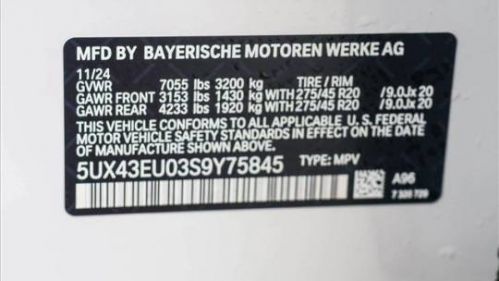 MFD BY BAYERISCHE MOTOREN WERKE AG
11/24
GVWR 7055 lbs 3200 kg TIRE / RIM
GAWR FRONT 3153 lbs 1430 kg WITH 275/45 R20 /9.0Jx 20
GAWR REAR 4233 lbs 1920 kg WITH 275/45 R20 /9.0Jx 20
THIS VEHICLE CONFORMS TO ALL APPLICABLE U. S. FEDERAL
MOTOR VEHICLE SAFETY STANDARDS IN EFFECT ON THE
DATE OF MANUFACTURE SHOWN ABOVE.
5UX43EU03S9Y75845 TYPE: MPV
A96